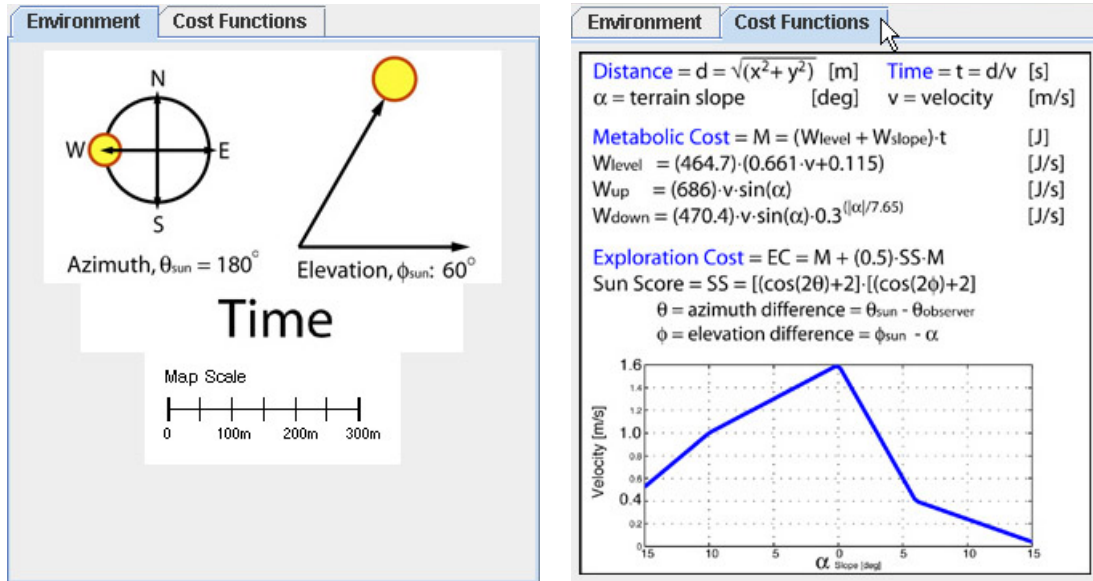 Environment
Cost Functions
N
W
E
S
Azimuth, θsun = 180°
Elevation, ϕsun: 60°
Time
Map Scale
0 100m 200m 300m
Environment
Cost Functions
Distance = d = √(x²+ y²) [m] Time = t = d/v [s]
α = terrain slope [deg] v = velocity [m/s]
Metabolic Cost = M = (Wlevel + Wslope)·t [J]
Wlevel = (464.7)·(0.661·v+0.115) [J/s]
Wup = (686)·v·sin(α) [J/s]
Wdown = (470.4)·v·sin(α)·0.3^(|α|/7.65) [J/s]
Exploration Cost = EC = M + (0.5)·SS·M
Sun Score = SS = [(cos(2θ)+2]·[(cos(2ϕ)+2]
θ = azimuth difference = θsun - θobserver
ϕ = elevation difference = ϕsun - α
Velocity [m/s]
1.6
1.4
1.2
1.0
0.8
0.6
0.4
0.2
0
15 10 5 0 5 10 15
α Slope [deg]